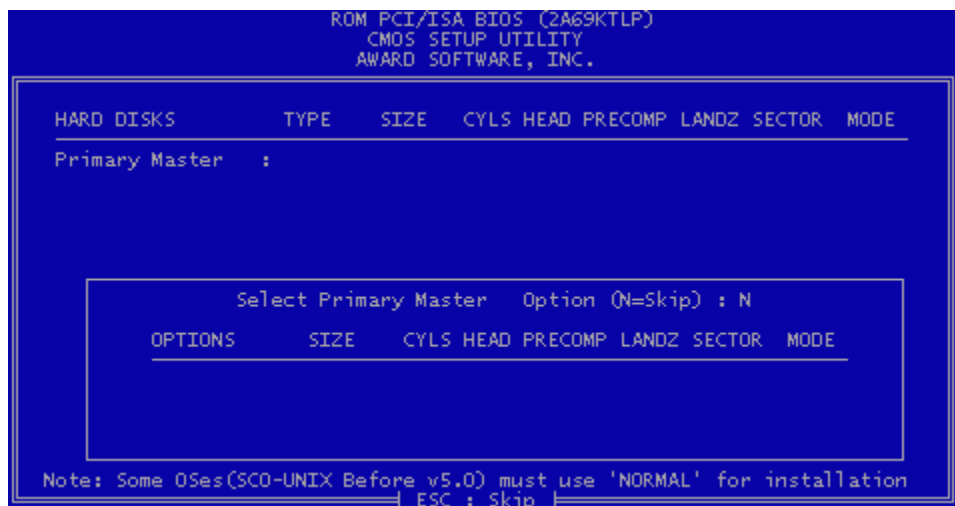 ROM PCI/ISA BIOS (2A69KTLP)
CMOS SETUP UTILITY
AWARD SOFTWARE, INC.
HARD DISKS TYPE SIZE CYLS HEAD PRECOMP LANDZ SECTOR MODE
Primary Master :
Select Primary Master Option (N=Skip) : N
OPTIONS SIZE CYLS HEAD PRECOMP LANDZ SECTOR MODE
Note: Some OSes(SCO-UNIX Before v5.0) must use 'NORMAL' for installation
ESC : Skip